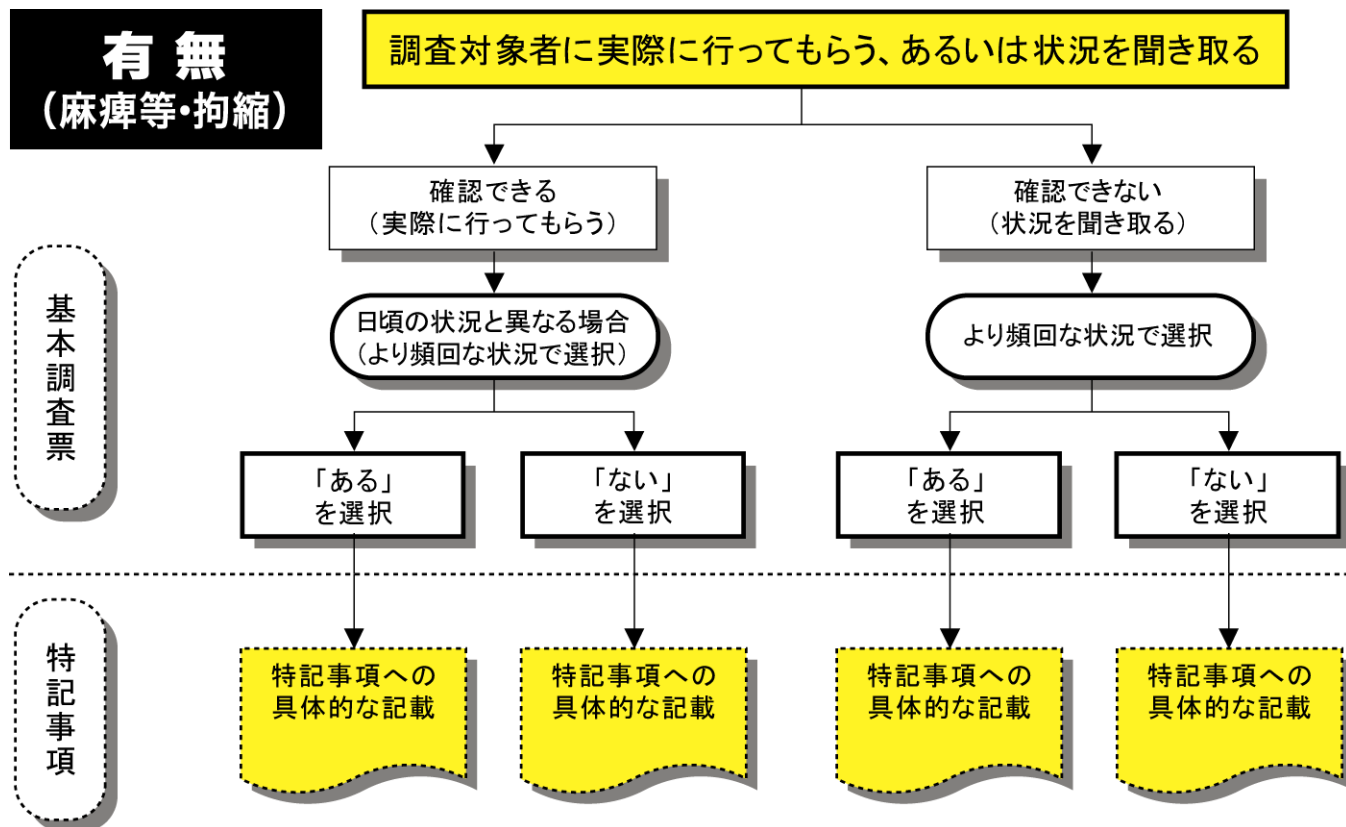 有無
(麻痺等・拘縮)
調査対象者に実際に行ってもらう、あるいは状況を聞き取る
確認できる
(実際に行ってもらう)
確認できない
(状況を聞き取る)
基本調査票
日頃の状況と異なる場合
(より頻回な状況で選択)
より頻回な状況で選択
「ある」
を選択
「ない」
を選択
「ある」
を選択
「ない」
を選択
特記事項
特記事項への
具体的な記載
特記事項への
具体的な記載
特記事項への
具体的な記載
特記事項への
具体的な記載